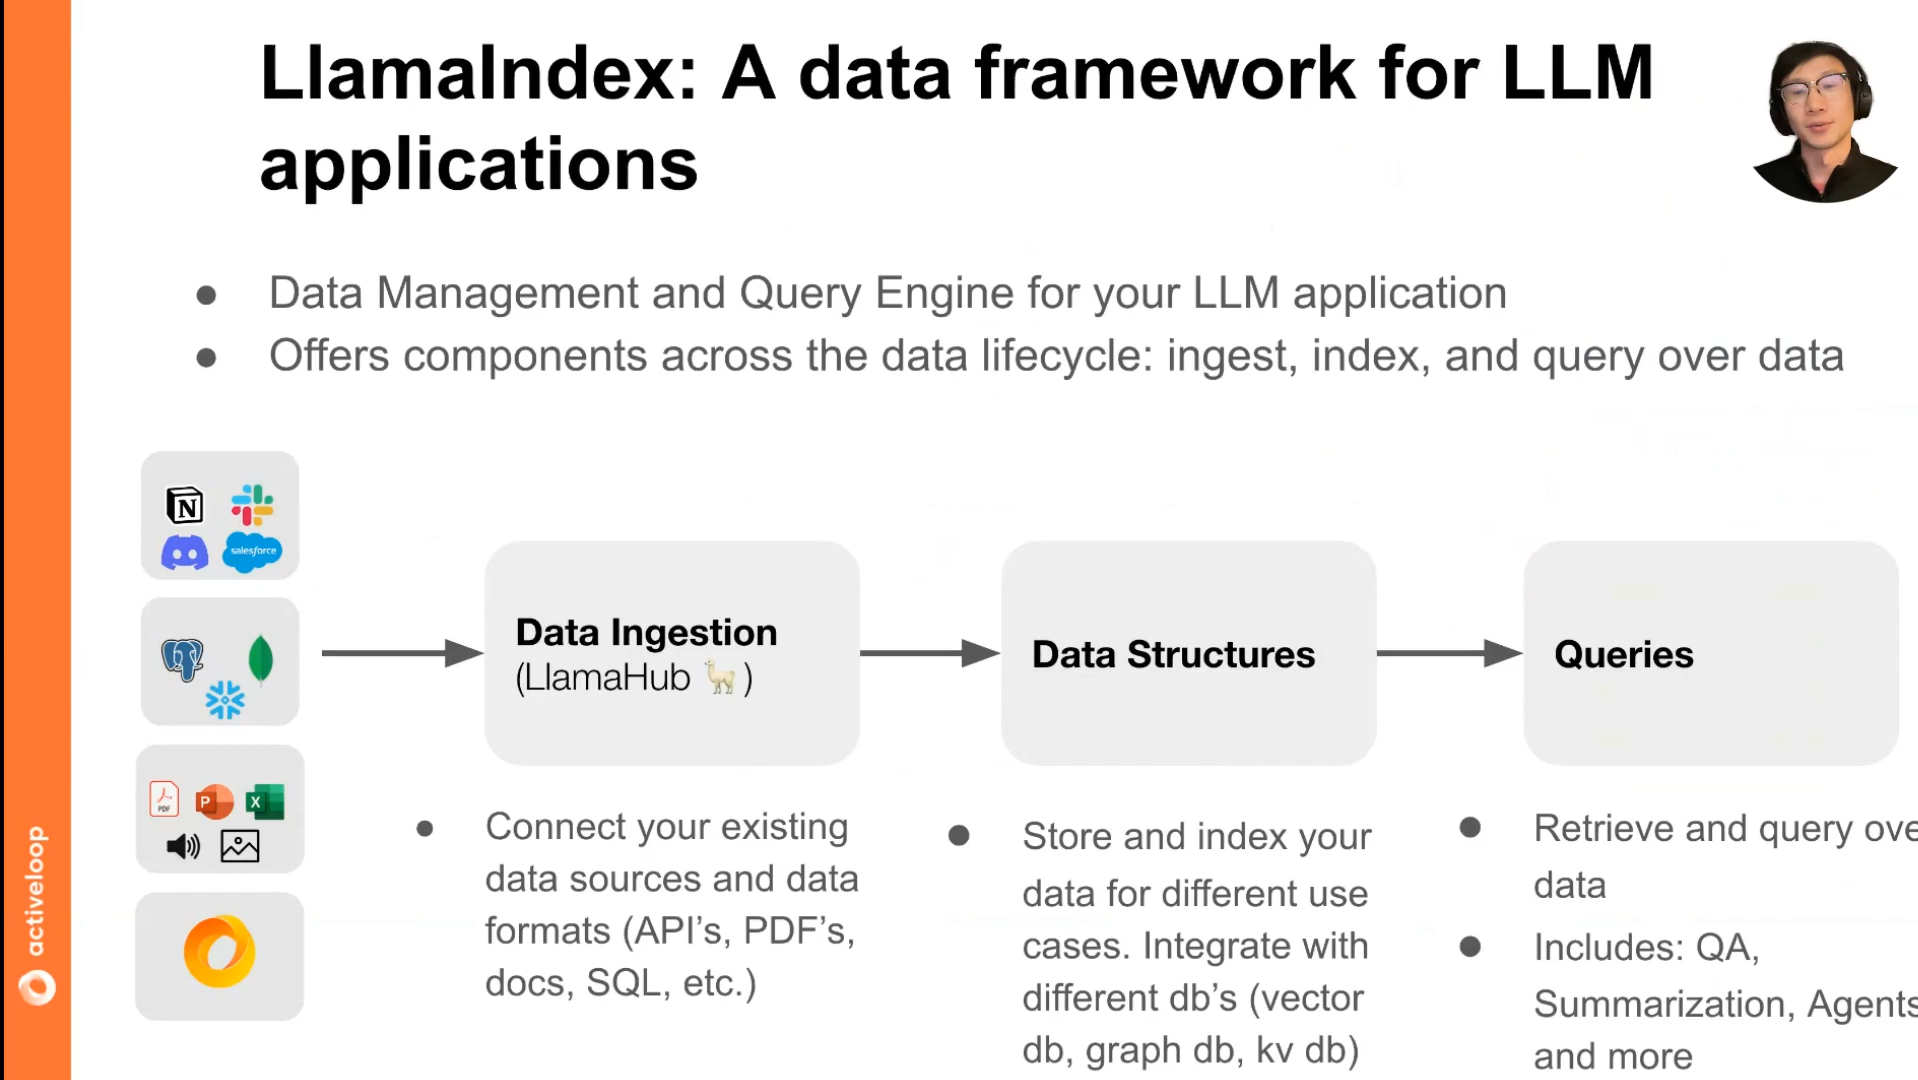 LlamaIndex: A data framework for LLM
applications
● Data Management and Query Engine for your LLM application
● Offers components across the data lifecycle: ingest, index, and query over data
N
salesforce
PDF
P
X
Data Ingestion
(LlamaHub 🦙)
Data Structures
Queries
● Connect your existing
data sources and data
formats (API’s, PDF’s,
docs, SQL, etc.)
● Store and index your
data for different use
cases. Integrate with
different db’s (vector
db, graph db, kv db)
● Retrieve and query ove
data
● Includes: QA,
Summarization, Agents
and more
activeloop